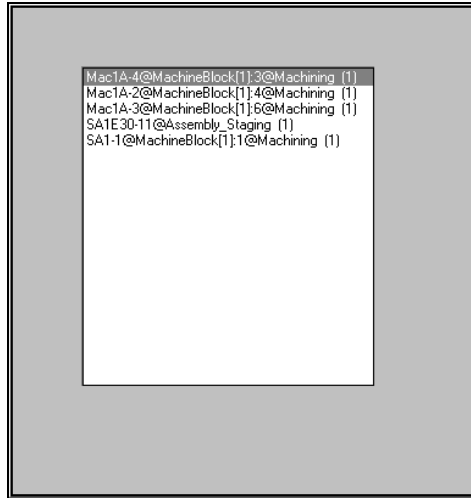 Mac1A-4@MachineBlock[1]:3@Machining (1)
Mac1A-2@MachineBlock[1]:4@Machining (1)
Mac1A-3@MachineBlock[1]:6@Machining (1)
SA1E30-11@Assembly_Staging (1)
SA1-1@MachineBlock[1]:1@Machining (1)